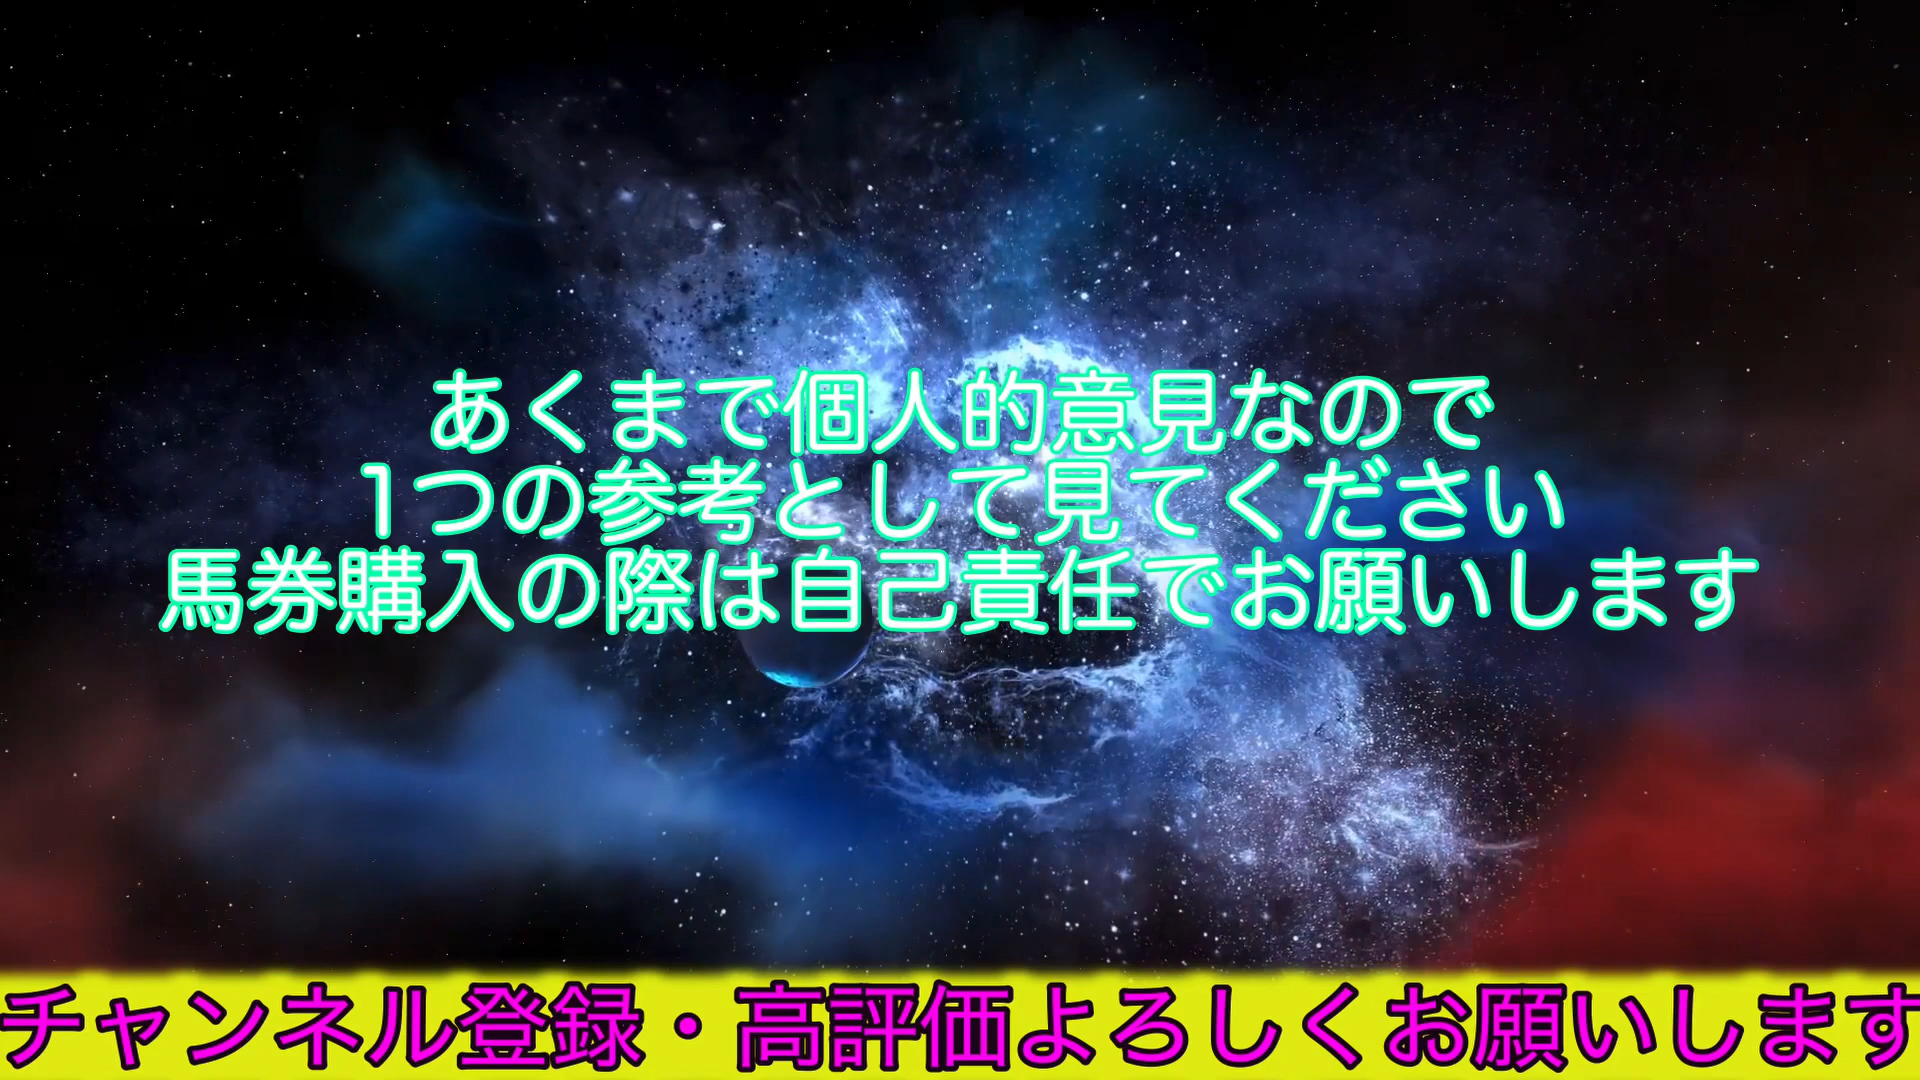 あくまで個人的意見なので
1つの参考として見てください
馬券購入の際は自己責任でお願いします
チャンネル登録・高評価よろしくお願いします